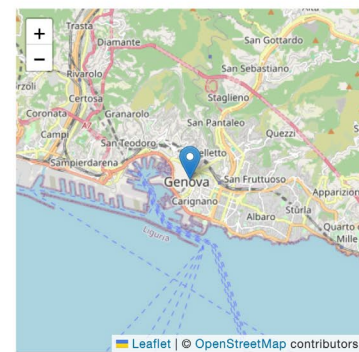 Trasta
Diamante
San Gottardo
+
−
Rivarolo
San Sebastiano
Certosa
Staglieno
Coronata
Granarolo
San Pantaleo
Campi
Quezzi
San Teodoro
Sampierdarena
Genova
San Fruttuoso
Carignano
Apparizion
Albaro
Sturla
Quarto d
Mille
Liguria
Leaflet | © OpenStreetMap contributors